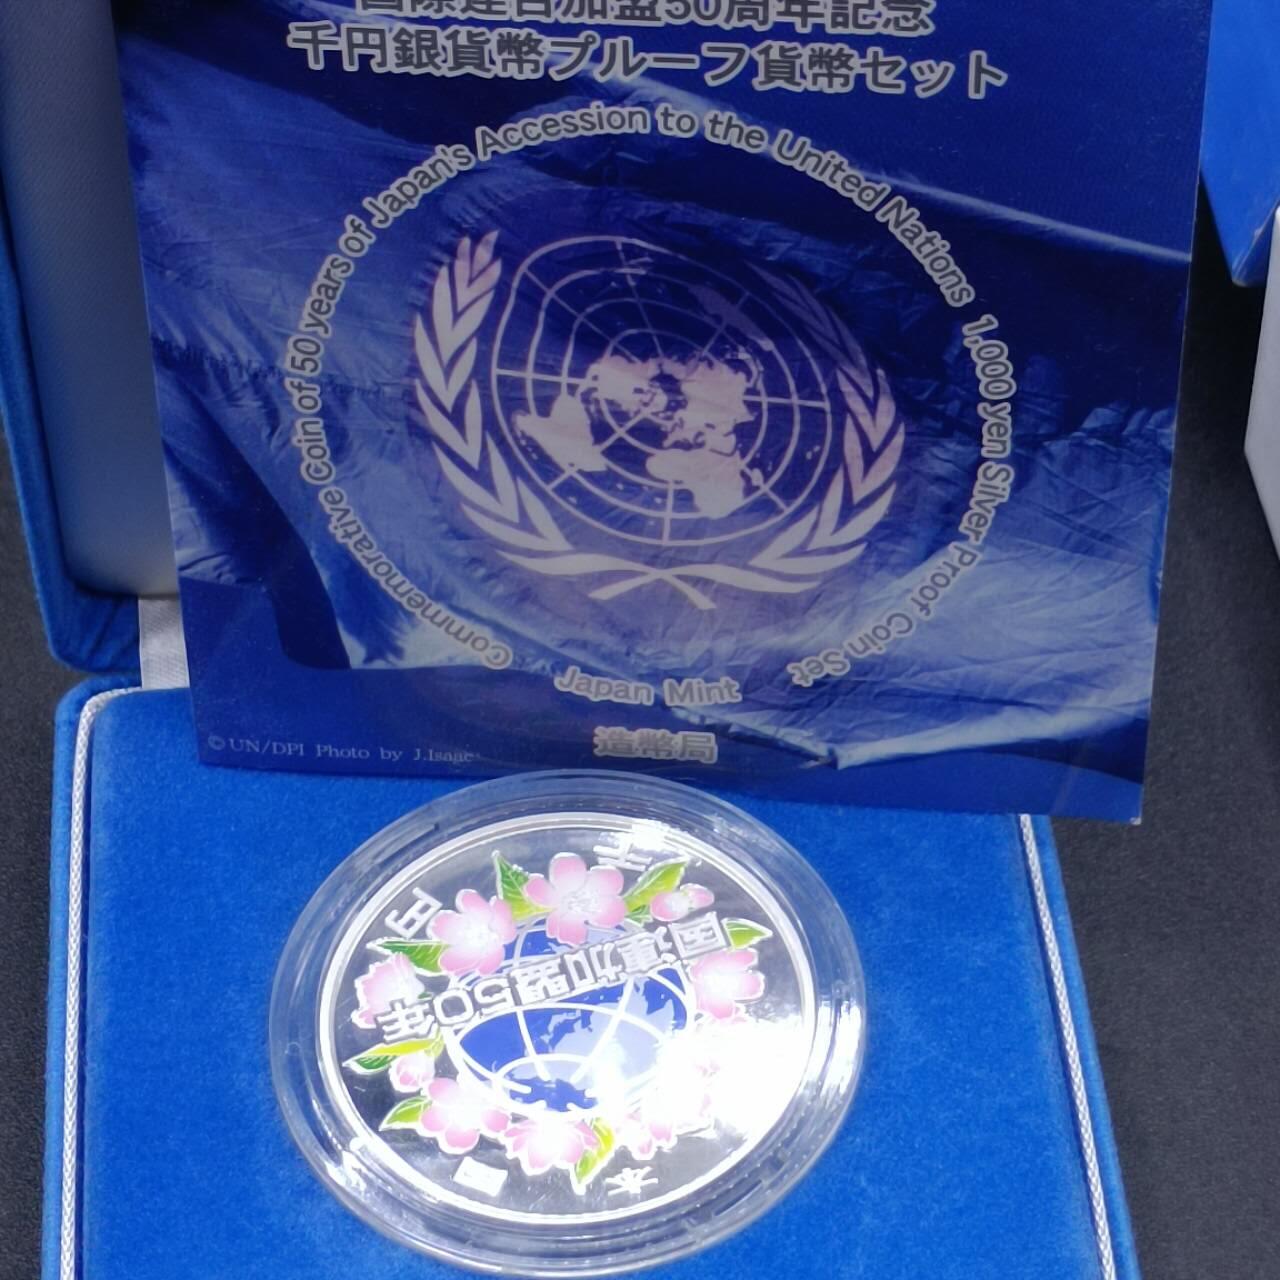 国際連合加盟50周年記念
千円銀貨幣プルーフ貨幣セット
Commemorative Coin of 50 years of Japan's Accession to the United Nations 1,000 yen Silver Proof Coin Set
Japan Mint
造幣局
© UN/DPI Photo by J.Isaac
千円
国連加盟50年
日本